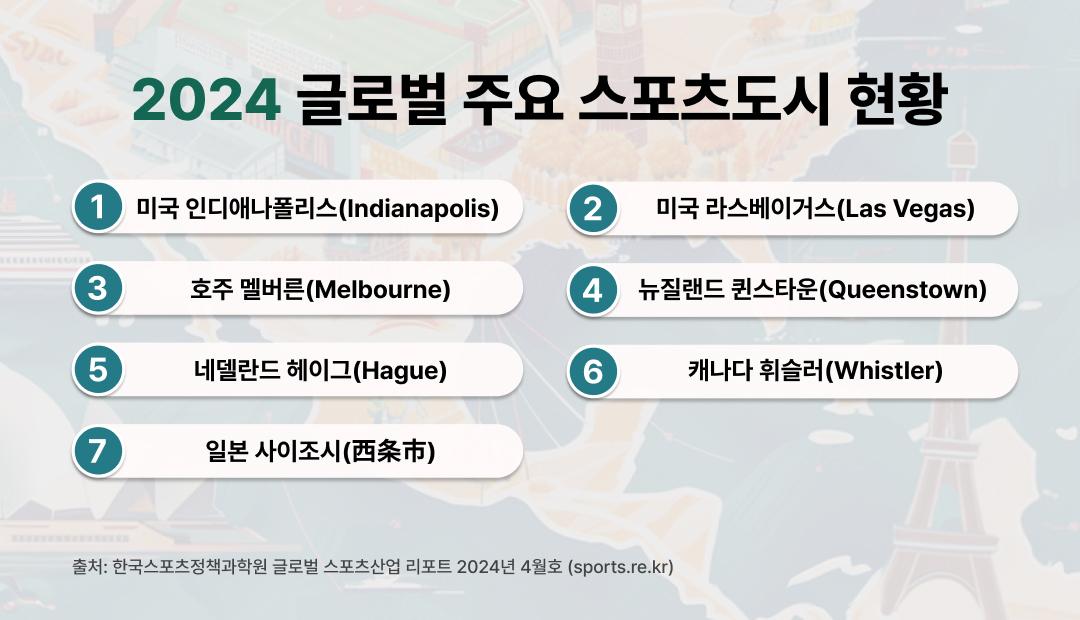 2024 글로벌 주요 스포츠도시 현황
1 미국 인디애나폴리스(Indianapolis)
2 미국 라스베이거스(Las Vegas)
3 호주 멜버른(Melbourne)
4 뉴질랜드 퀸스타운(Queenstown)
5 네델란드 헤이그(Hague)
6 캐나다 휘슬러(Whistler)
7 일본 사이조시(西条市)
출처: 한국스포츠정책과학원 글로벌 스포츠산업 리포트 2024년 4월호 (sports.re.kr)